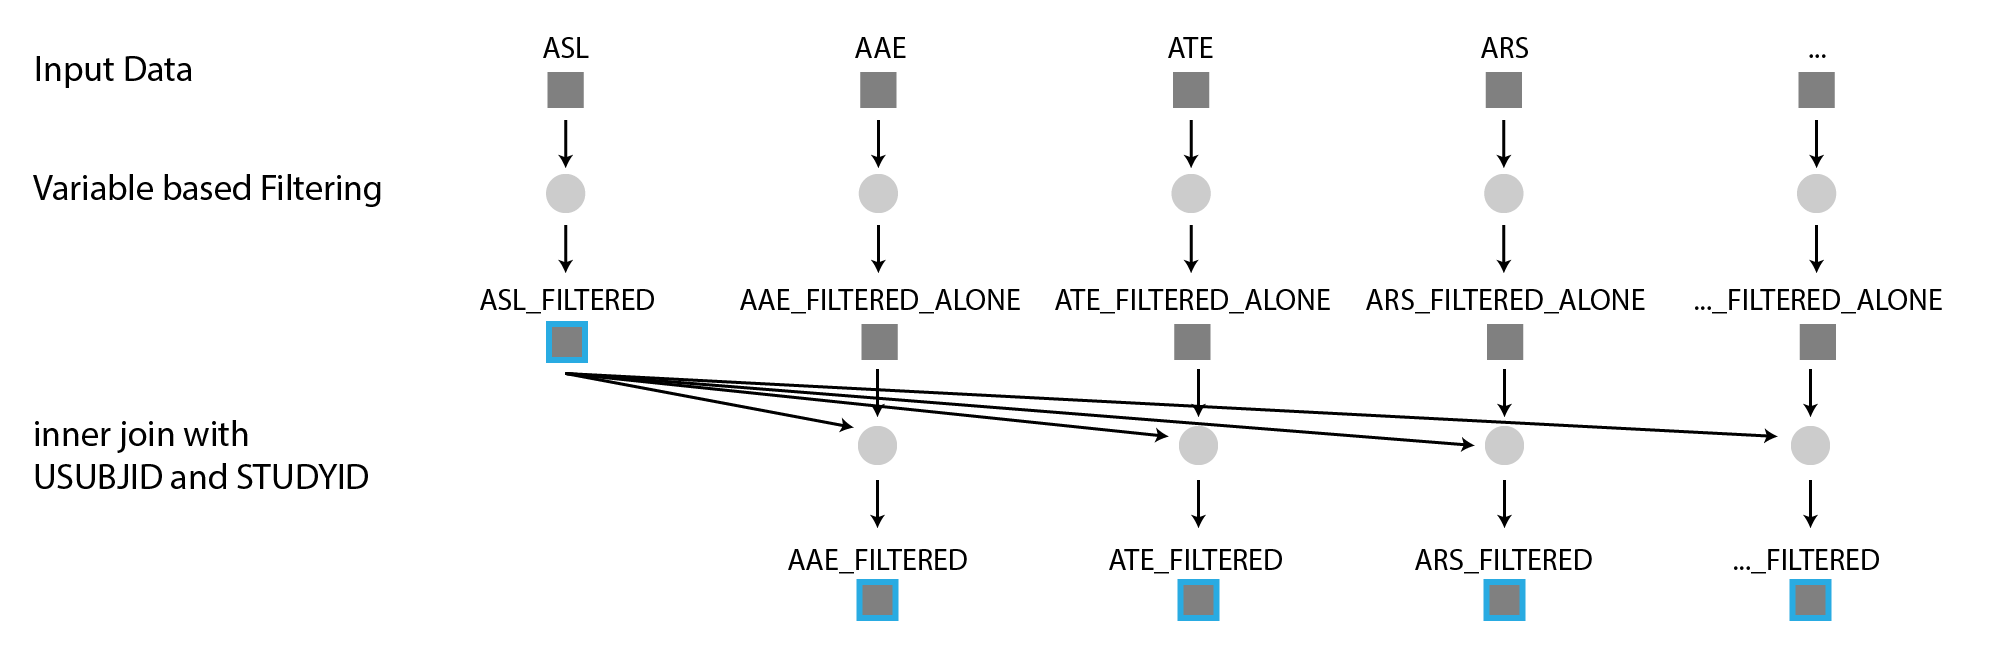 Input Data
ASL
AAE
ATE
ARS
...
Variable based Filtering
ASL_FILTERED
AAE_FILTERED_ALONE
ATE_FILTERED_ALONE
ARS_FILTERED_ALONE
..._FILTERED_ALONE
inner join with
USUBJID and STUDYID
AAE_FILTERED
ATE_FILTERED
ARS_FILTERED
..._FILTERED